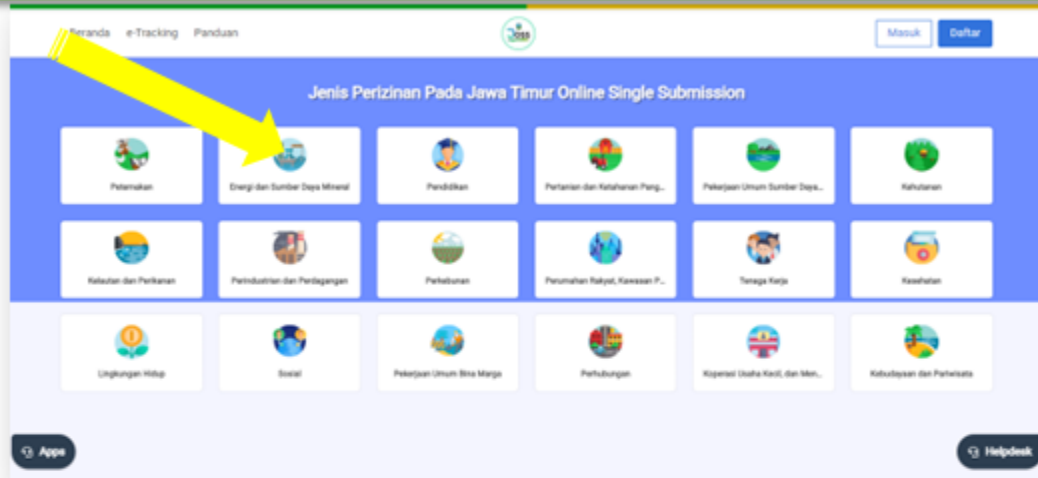 Beranda e-Tracking Panduan
JOSS
Masuk Daftar
Jenis Perizinan Pada Jawa Timur Online Single Submission
Peternakan
Energi dan Sumber Daya Mineral
Pendidikan
Pertanian dan Ketahanan Pang...
Pekerjaan Umum Sumber Daya...
Kehutanan
Kelautan dan Perikanan
Perindustrian dan Perdagangan
Perkebunan
Perumahan Rakyat, Kawasan P...
Tenaga Kerja
Kesehatan
Lingkungan Hidup
Sosial
Pekerjaan Umum Bina Marga
Perhubungan
Koperasi Usaha Kecil, dan Men...
Kebudayaan dan Pariwisata
Apps
Helpdesk